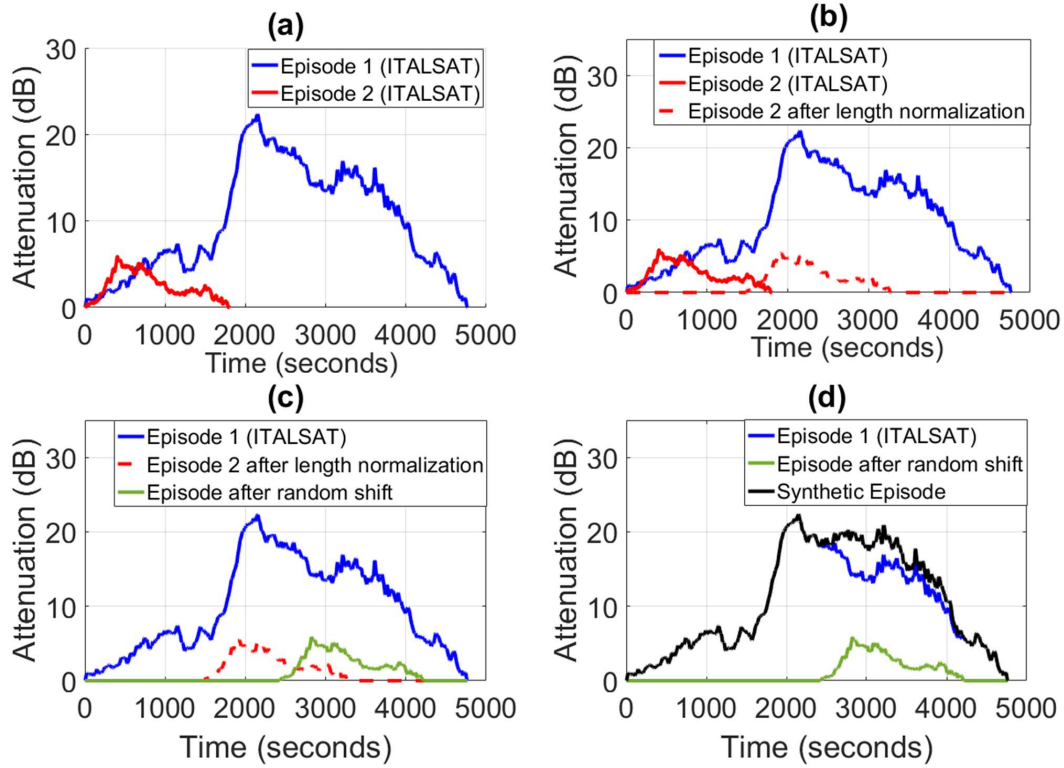 (a)
30
20
10
0
Attenuation (dB)
Episode 1 (ITALSAT)
Episode 2 (ITALSAT)
0 1000 2000 3000 4000 5000
Time (seconds)
(b)
30
20
10
0
Attenuation (dB)
Episode 1 (ITALSAT)
Episode 2 (ITALSAT)
Episode 2 after length normalization
0 1000 2000 3000 4000 5000
Time (seconds)
(c)
30
20
10
0
Attenuation (dB)
Episode 1 (ITALSAT)
Episode 2 after length normalization
Episode after random shift
0 1000 2000 3000 4000 5000
Time (seconds)
(d)
30
20
10
0
Attenuation (dB)
Episode 1 (ITALSAT)
Episode after random shift
Synthetic Episode
0 1000 2000 3000 4000 5000
Time (seconds)